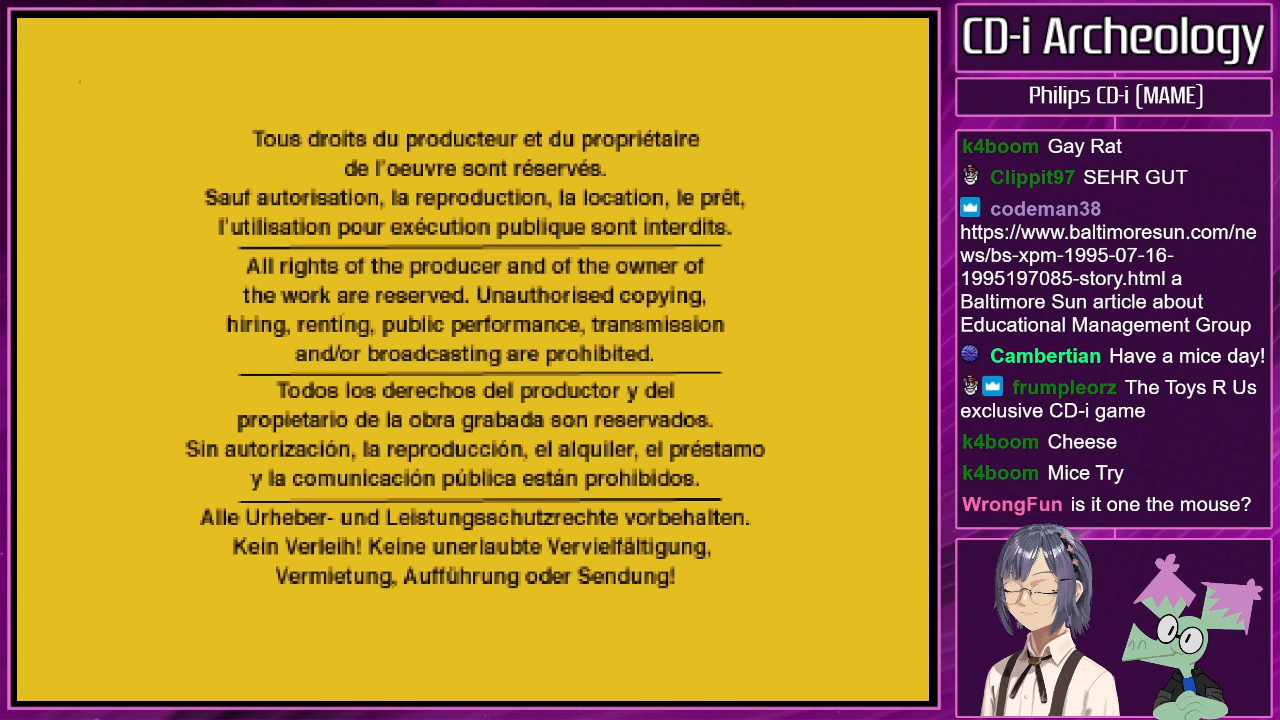 Tous droits du producteur et du propriétaire
de l'oeuvre sont réservés.
Sauf autorisation, la reproduction, la location, le prêt,
l'utilisation pour exécution publique sont interdits.
All rights of the producer and of the owner of
the work are reserved. Unauthorised copying,
hiring, renting, public performance, transmission
and/or broadcasting are prohibited.
Todos los derechos del productor y del
propietario de la obra grabada son reservados.
Sin autorización, la reproducción, el alquiler, el préstamo
y la comunicación pública están prohibidos.
Alle Urheber- und Leistungsschutzrechte vorbehalten.
Kein Verleih! Keine unerlaubte Vervielfältigung,
Vermietung, Aufführung oder Sendung!
CD-i Archeology
Philips CD-i [MAME]
k4boom Gay Rat
Clippit97 SEHR GUT
codeman38
https://www.baltimoresun.com/ne
ws/bs-xpm-1995-07-16-
1995197085-story.html a
Baltimore Sun article about
Educational Management Group
Cambertian Have a mice day!
frumpleorz The Toys R Us
exclusive CD-i game
k4boom Cheese
k4boom Mice Try
WrongFun is it one the mouse?